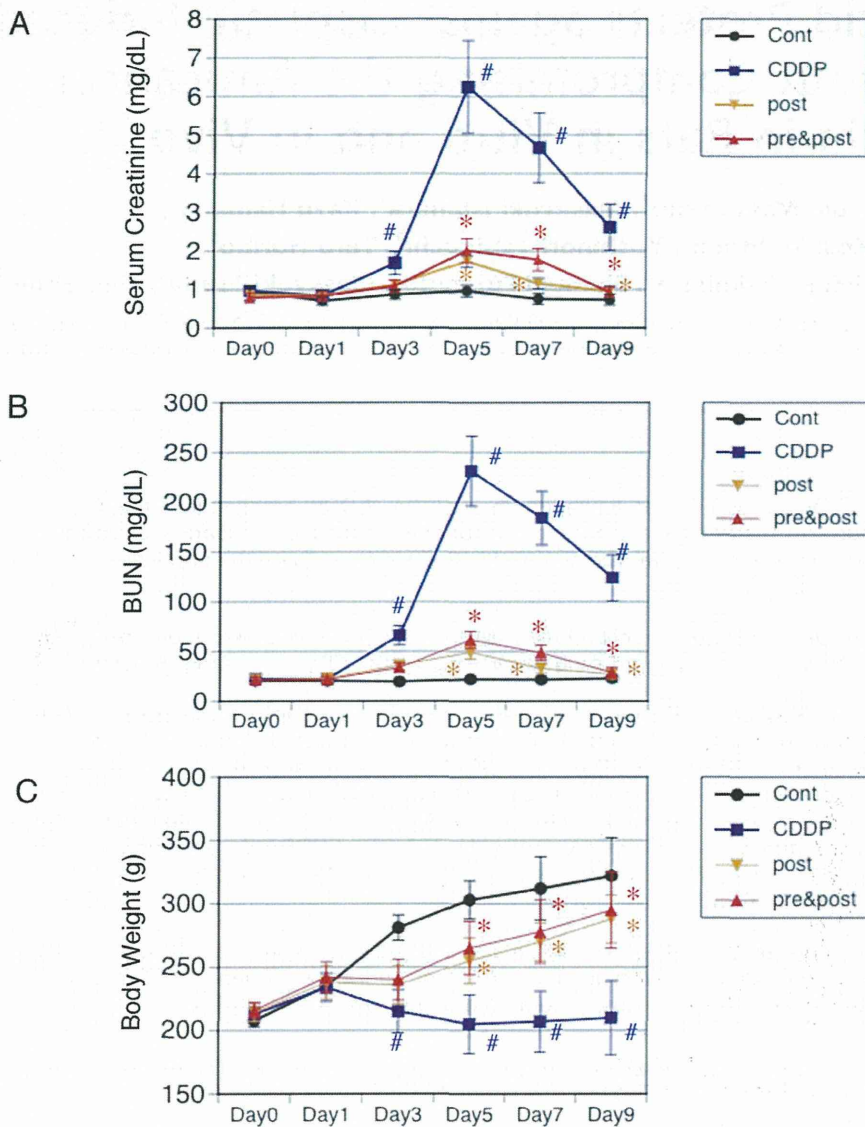 A
Serum Creatinine (mg/dL)
8
7
6
5
4
3
2
1
0
# # # #
* * *
* * *
Day0 Day1 Day3 Day5 Day7 Day9
Cont
CDDP
post
pre&post
B
BUN (mg/dL)
300
250
200
150
100
50
0
# # # #
* * *
* * *
Day0 Day1 Day3 Day5 Day7 Day9
Cont
CDDP
post
pre&post
C
Body Weight (g)
400
350
300
250
200
150
* * *
* * *
# # # #
Day0 Day1 Day3 Day5 Day7 Day9
Cont
CDDP
post
pre&post